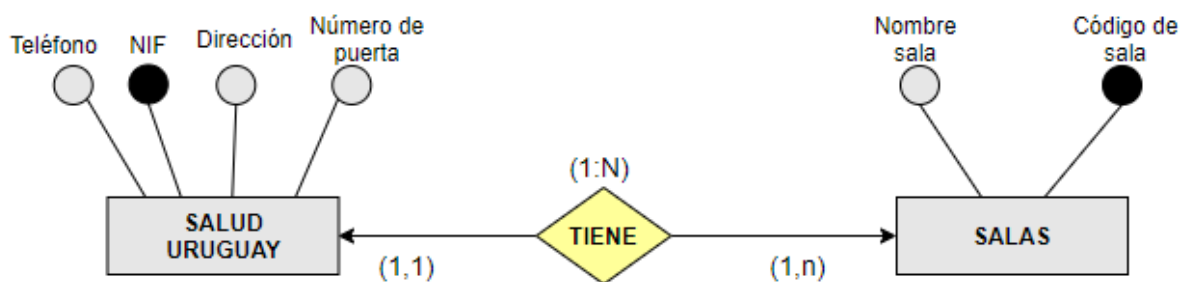 Teléfono
NIF
Dirección
Número de
puerta
Nombre
sala
Código de
sala
(1:N)
SALUD
URUGUAY
TIENE
SALAS
(1,1)
(1,n)